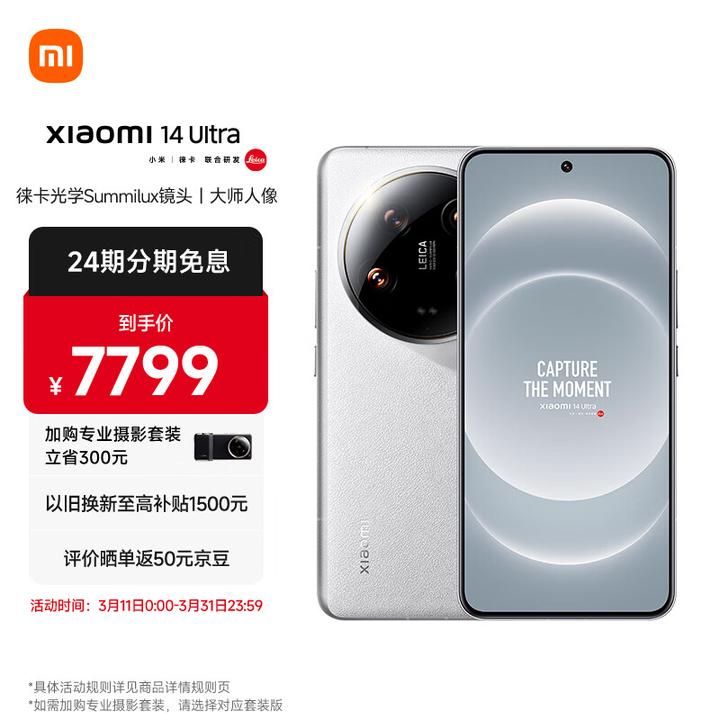 xiaomi 14 Ultra
小米 | 徕卡 联合研发 Leica
徕卡光学Summilux镜头丨大师人像
24期分期免息
到手价
¥7799
加购专业摄影套装
立省300元
以旧换新至高补贴1500元
评价晒单返50元京豆
活动时间：3月11日0:00-3月31日23:59
LEICA
xiaomi
CAPTURE
THE MOMENT
xiaomi 14 Ultra
*具体活动规则详见商品详情规则页
*如需加购专业摄影套装，请选择对应套装版